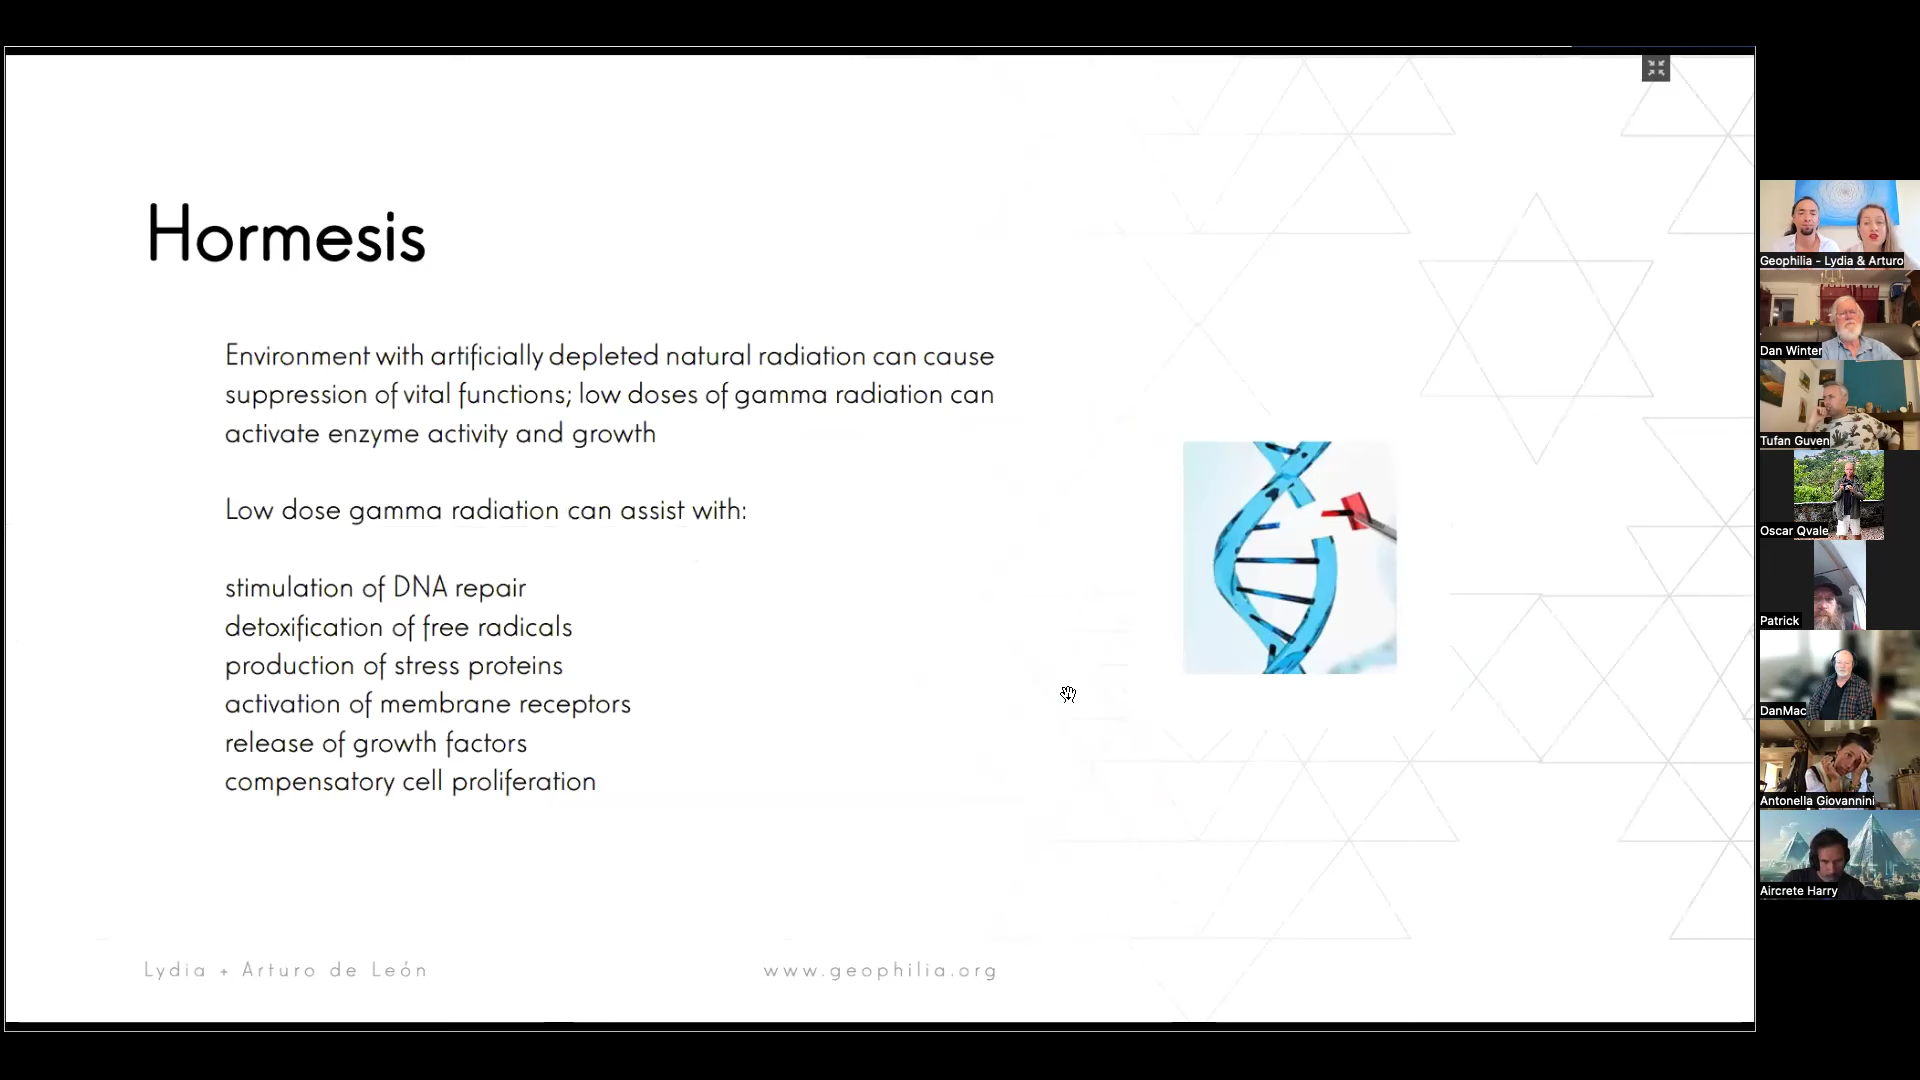 Hormesis
Environment with artificially depleted natural radiation can cause
suppression of vital functions; low doses of gamma radiation can
activate enzyme activity and growth
Low dose gamma radiation can assist with:
stimulation of DNA repair
detoxification of free radicals
production of stress proteins
activation of membrane receptors
release of growth factors
compensatory cell proliferation
Lydia + Arturo de León
www.geophilia.org
Geophilia - Lydia & Arturo
Dan Winter
Tufan Guven
Oscar Qvale
Patrick
DanMac
Antonella Giovannini
Aircrete Harry